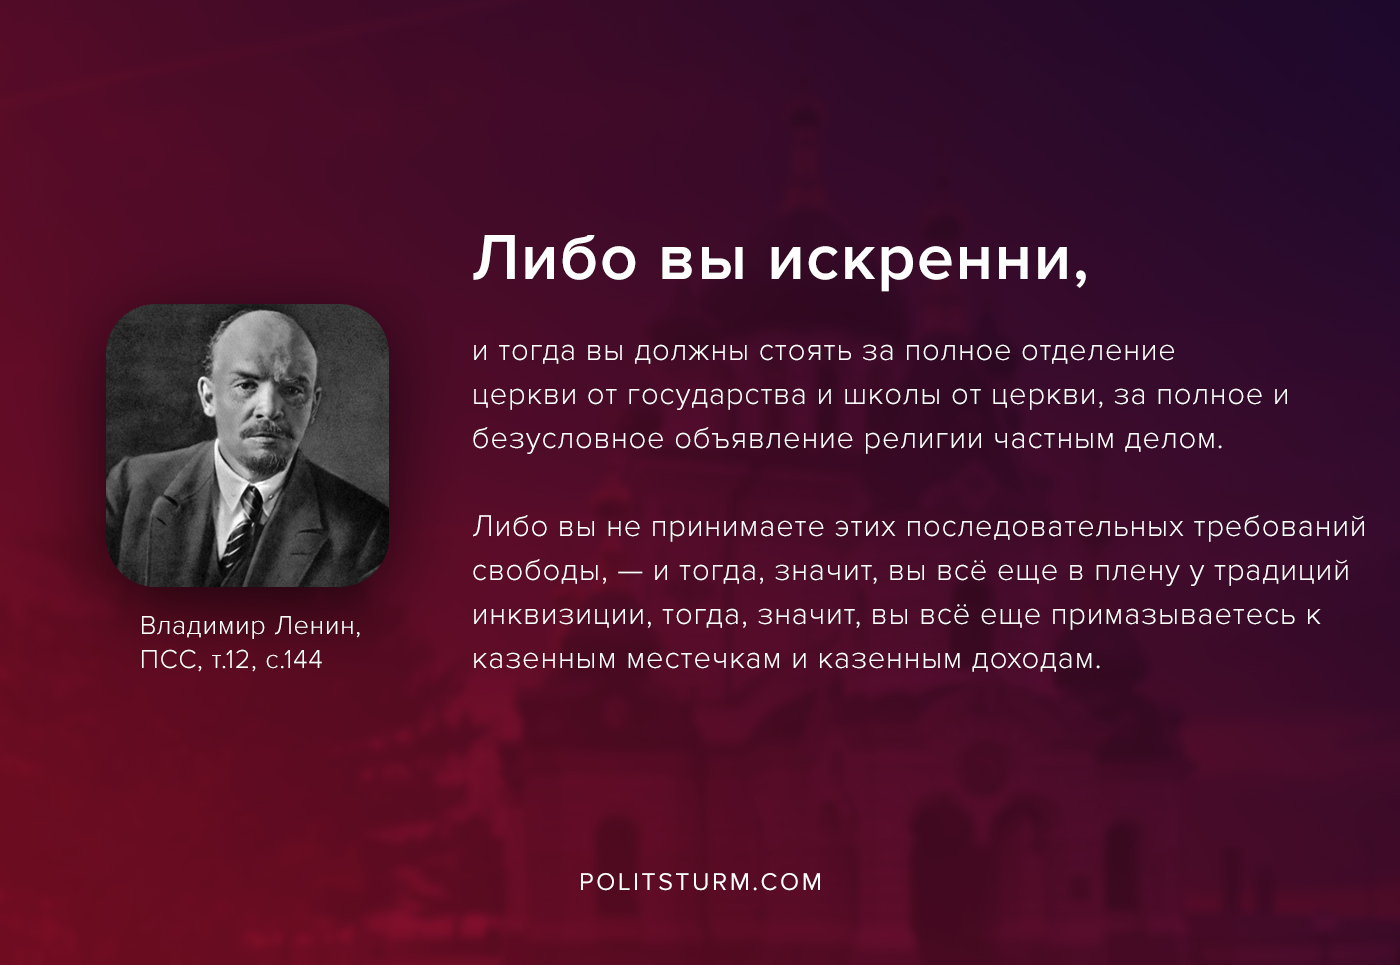 Либо вы искренни,
и тогда вы должны стоять за полное отделение
церкви от государства и школы от церкви, за полное и
безусловное объявление религии частным делом.
Либо вы не принимаете этих последовательных требований
свободы, — и тогда, значит, вы всё еще в плену у традиций
инквизиции, тогда, значит, вы всё еще примазываетесь к
казенным местечкам и казенным доходам.
Владимир Ленин,
ПСС, т.12, с.144
POLITSTURM.COM